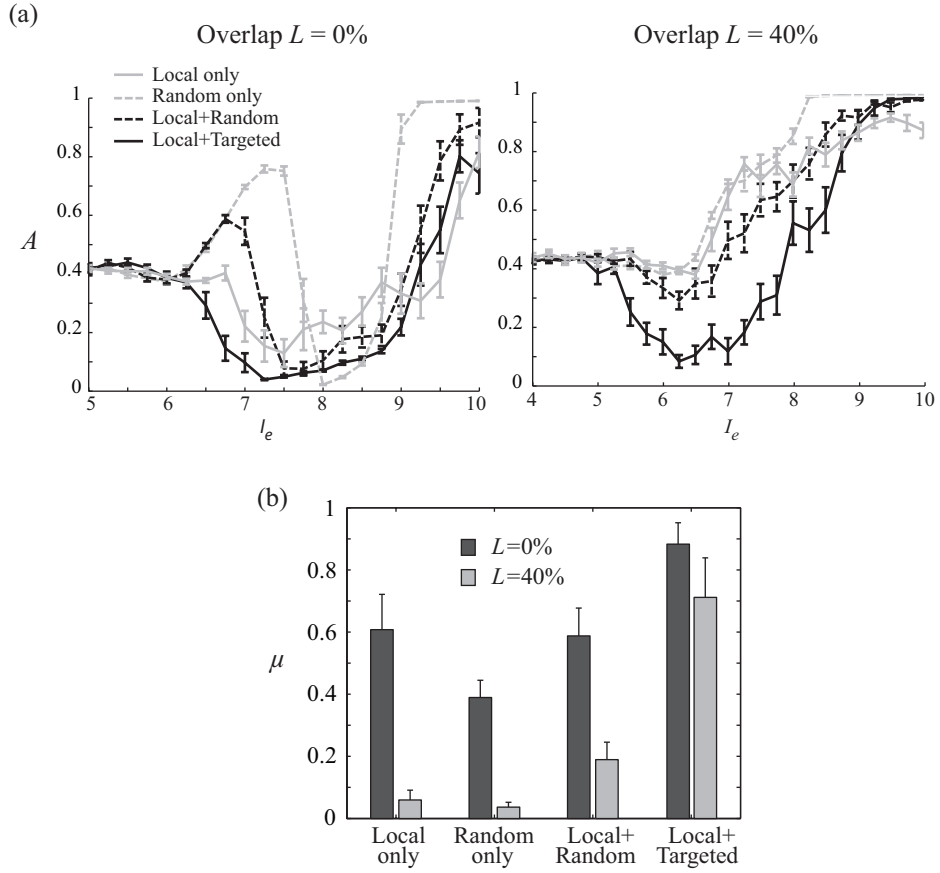 (a)
Overlap L = 0%
Overlap L = 40%
Local only
Random only
Local+Random
Local+Targeted
1
0.8
0.6
A
0.4
0.2
0
5
6
7
8
9
10
I_e
1
0.8
0.6
0.4
0.2
0
4
5
6
7
8
9
10
I_e
(b)
1
0.8
0.6
μ
0.4
0.2
0
L=0%
L=40%
Local
only
Random
only
Local+
Random
Local+
Targeted